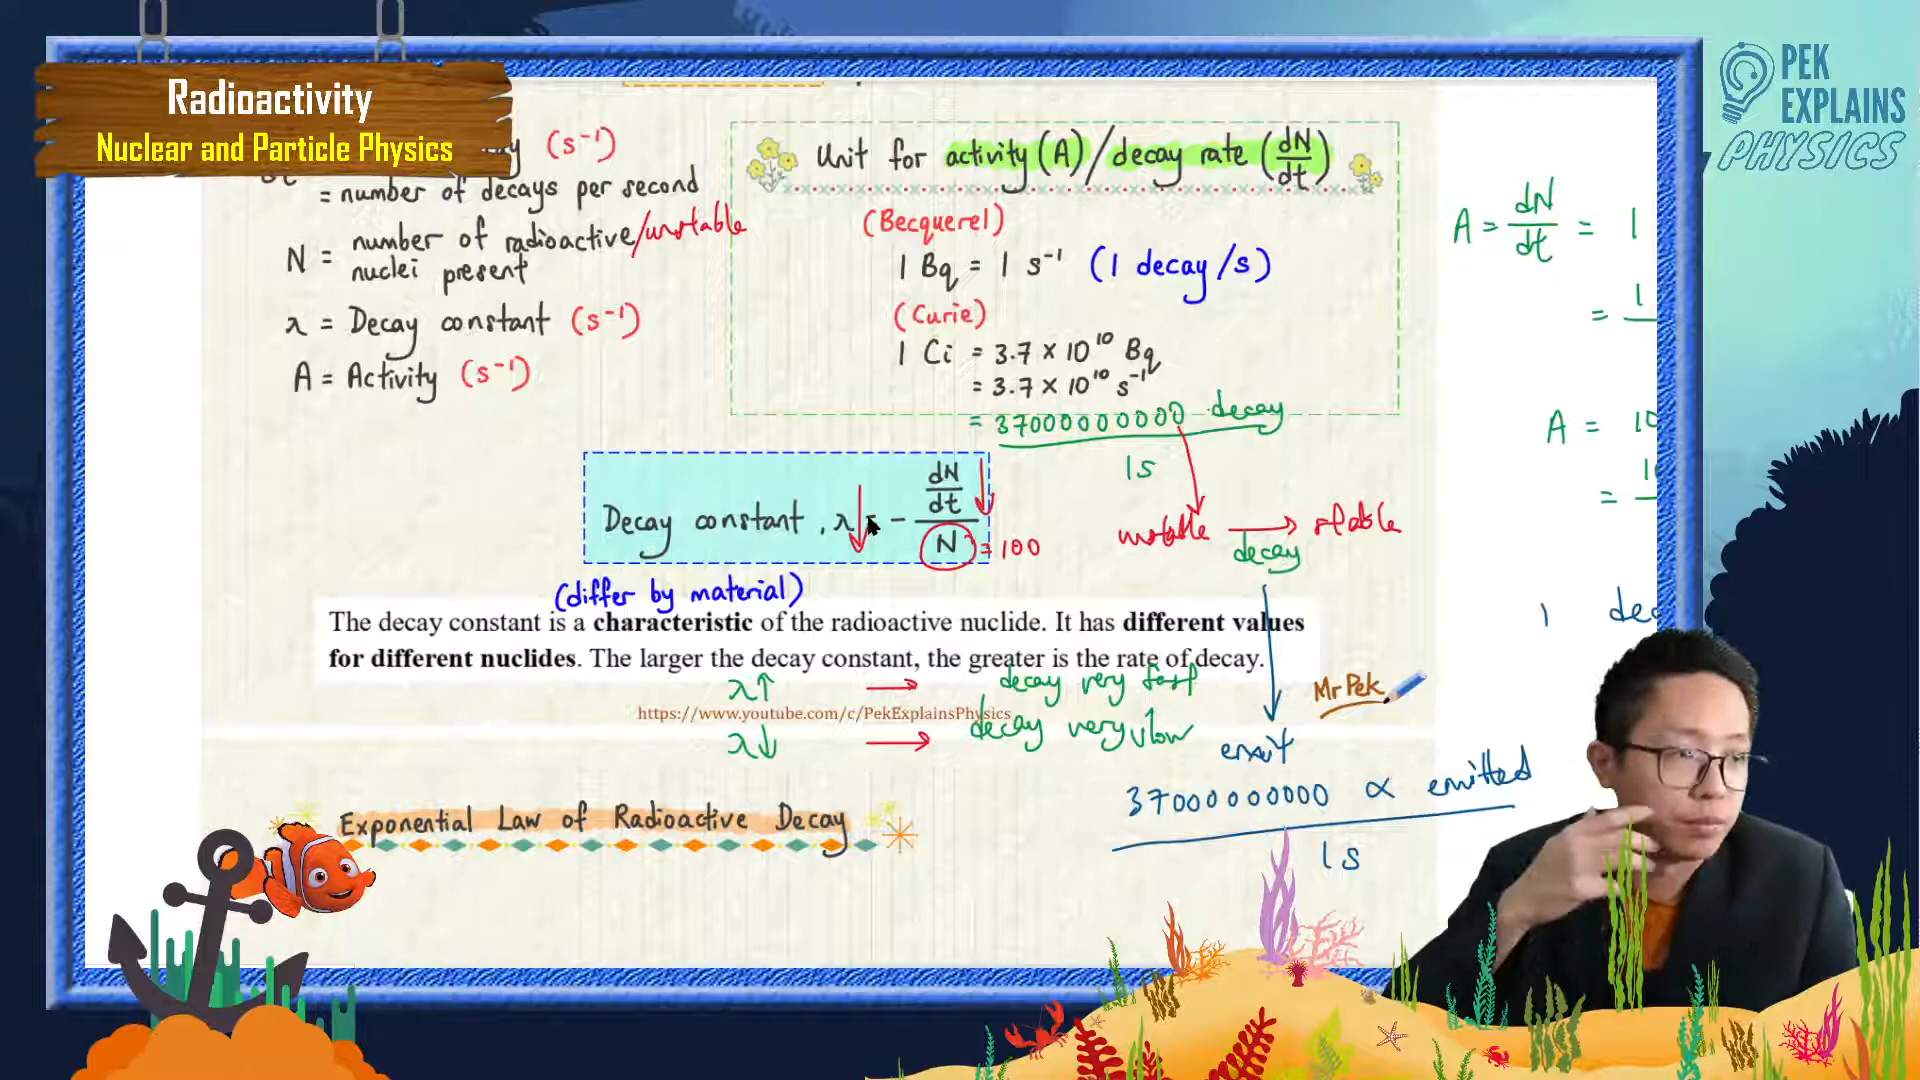 Radioactivity
Nuclear and Particle Physics
PEK
EXPLAINS
PHYSICS
(s⁻¹)
= number of decays per second
N = number of radioactive/unstable
nuclei present
λ = Decay constant (s⁻¹)
A = Activity (s⁻¹)
Unit for activity (A)/decay rate (dN/dt)
(Becquerel)
1 Bq = 1 s⁻¹ (1 decay/s)
(Curie)
1 Ci = 3.7 × 10¹⁰ Bq
= 3.7 × 10¹⁰ s⁻¹
= 37000000000 decay
1s
A = dN/dt = 1
= 1
A = 10
=
Decay constant, λ = - dN/dt / N = 100
unstable → stable
decay
(differ by material)
The decay constant is a characteristic of the radioactive nuclide. It has different values
for different nuclides. The larger the decay constant, the greater is the rate of decay.
λ↑ → decay very fast
https://www.youtube.com/c/PekExplainsPhysics
λ↓ → decay very slow
Mr Pek
emit
37000000000 α emitted
1s
1
Exponential Law of Radioactive Decay